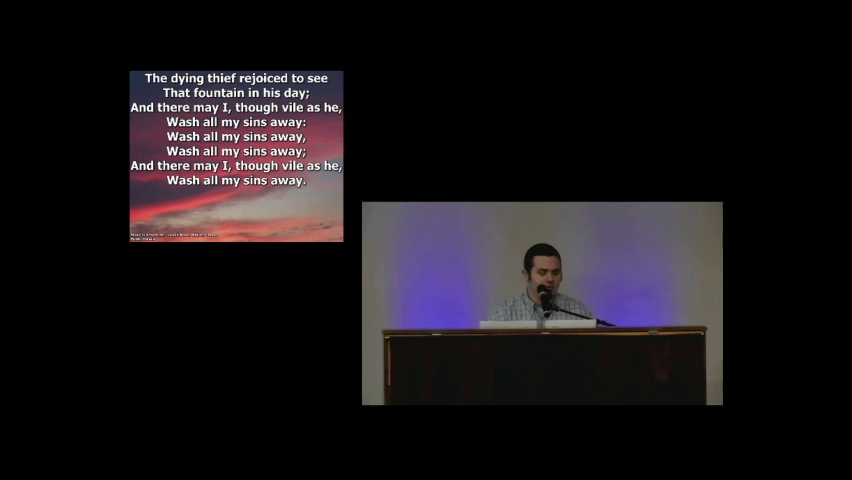 The dying thief rejoiced to see
That fountain in his day;
And there may I, though vile as he,
Wash all my sins away:
Wash all my sins away,
Wash all my sins away;
And there may I, though vile as he,
Wash all my sins away.